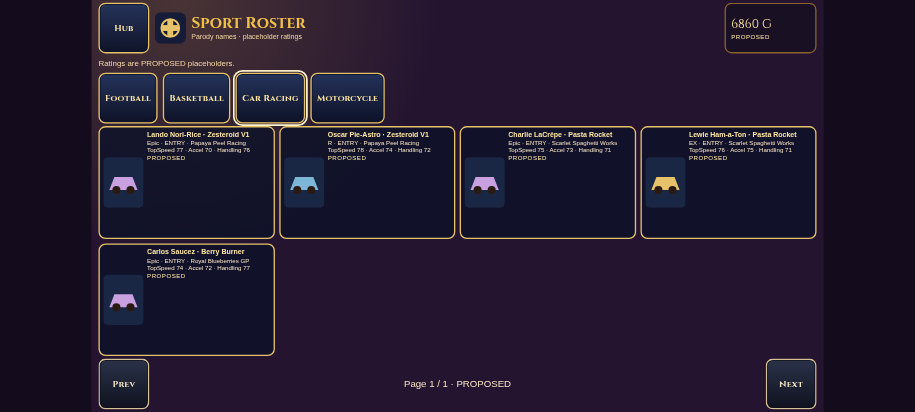 Hub
Sport Roster
Parody names · placeholder ratings
6860 G
PROPOSED
Ratings are PROPOSED placeholders.
Football
Basketball
Car Racing
Motorcycle
Lando Nori-Rice · Zesteroid V1
Epic · ENTRY · Papaya Peel Racing
TopSpeed 77 · Accel 70 · Handling 76
PROPOSED
Oscar Pie-Astro · Zesteroid V1
R · ENTRY · Papaya Peel Racing
TopSpeed 78 · Accel 74 · Handling 72
PROPOSED
Charlie LaCrêpe · Pasta Rocket
Epic · ENTRY · Scarlet Spaghetti Works
TopSpeed 75 · Accel 73 · Handling 71
PROPOSED
Lewie Ham-a-Ton · Pasta Rocket
EX · ENTRY · Scarlet Spaghetti Works
TopSpeed 76 · Accel 75 · Handling 71
PROPOSED
Carlos Saucez · Berry Burner
Epic · ENTRY · Royal Blueberries GP
TopSpeed 74 · Accel 72 · Handling 77
PROPOSED
Prev
Page 1 / 1 · PROPOSED
Next